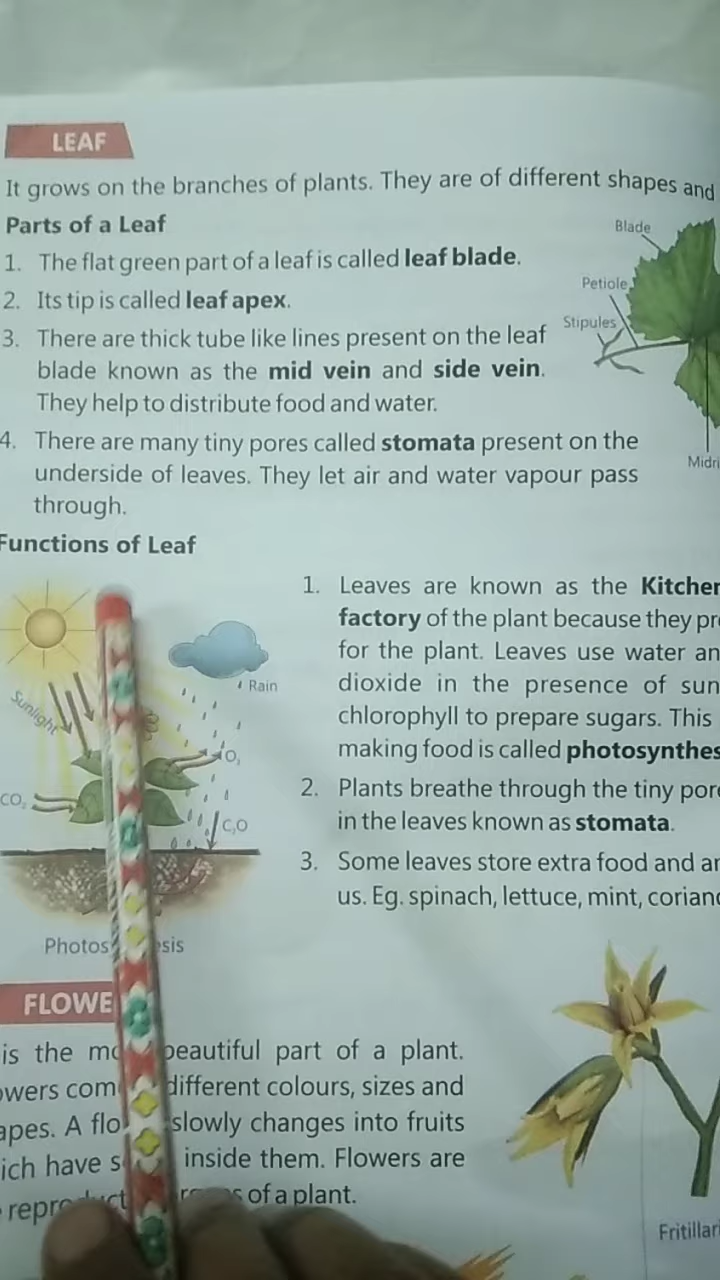 LEAF
It grows on the branches of plants. They are of different shapes and
Parts of a Leaf
1. The flat green part of a leaf is called leaf blade.
2. Its tip is called leaf apex.
3. There are thick tube like lines present on the leaf
blade known as the mid vein and side vein.
They help to distribute food and water.
4. There are many tiny pores called stomata present on the
underside of leaves. They let air and water vapour pass
through.
Blade
Petiole
Stipules
Midri
Functions of Leaf
Sunlight
Rain
O₂
CO₂
C,O
Photos sis
1. Leaves are known as the Kitchen
factory of the plant because they pr
for the plant. Leaves use water an
dioxide in the presence of sun
chlorophyll to prepare sugars. This
making food is called photosynthes
2. Plants breathe through the tiny por
in the leaves known as stomata.
3. Some leaves store extra food and ar
us. Eg. spinach, lettuce, mint, corian
FLOWE
is the mo beautiful part of a plant.
owers com different colours, sizes and
apes. A flo slowly changes into fruits
ich have s inside them. Flowers are
of a plant.
Fritillar